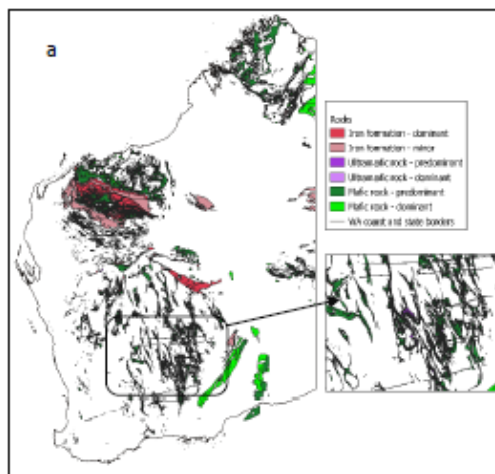 a
Rocks
Iron formation - dominant
Iron formation - minor
Ultramafic rock - predominant
Ultramafic rock - dominant
Mafic rock - predominant
Mafic rock - dominant
WA coast and state borders